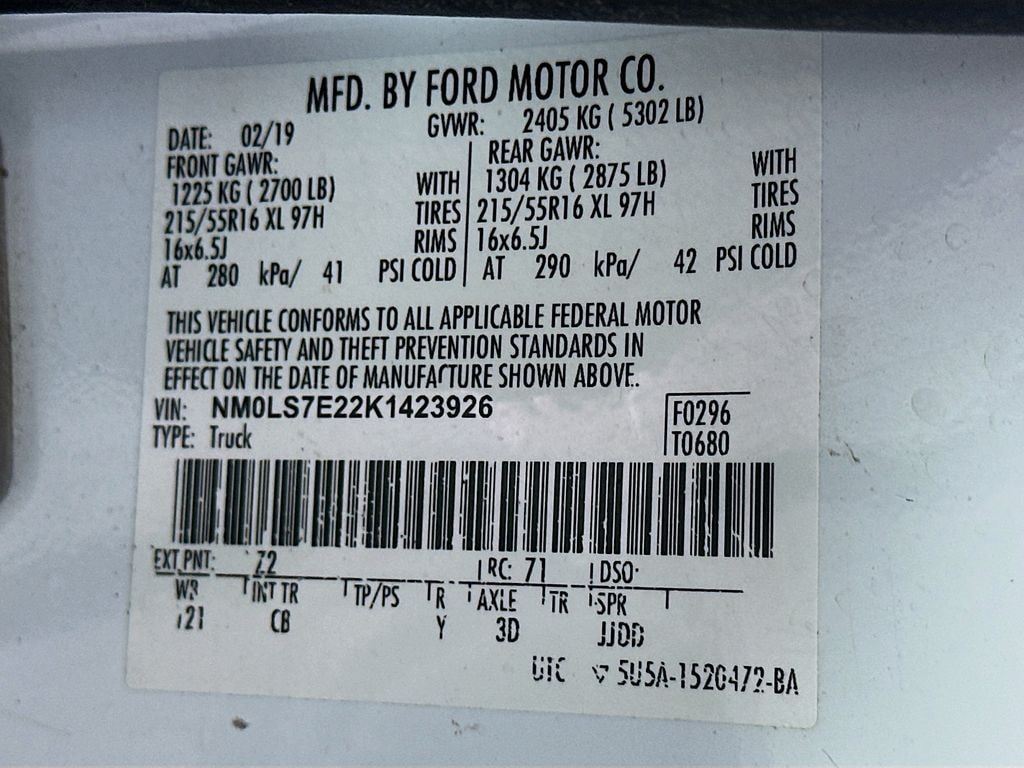 MFD. BY FORD MOTOR CO.
DATE: 02/19 GVWR: 2405 KG ( 5302 LB)
FRONT GAWR: REAR GAWR:
1225 KG ( 2700 LB) WITH 1304 KG ( 2875 LB) WITH
215/55R16 XL 97H TIRES 215/55R16 XL 97H TIRES
16x6.5J RIMS 16x6.5J RIMS
AT 280 kPa/ 41 PSI COLD AT 290 kPa/ 42 PSI COLD
THIS VEHICLE CONFORMS TO ALL APPLICABLE FEDERAL MOTOR
VEHICLE SAFETY AND THEFT PREVENTION STANDARDS IN
EFFECT ON THE DATE OF MANUFACTURE SHOWN ABOVE.
VIN: NM0LS7E22K1423926 F0296
TYPE: Truck T0680
EXT PNT: Z2 RC: 71 DSO:
WB INT TR TP/PS R AXLE TR SPR
121 CB Y 3D JJDD
UTC 5U5A-1520472-BA